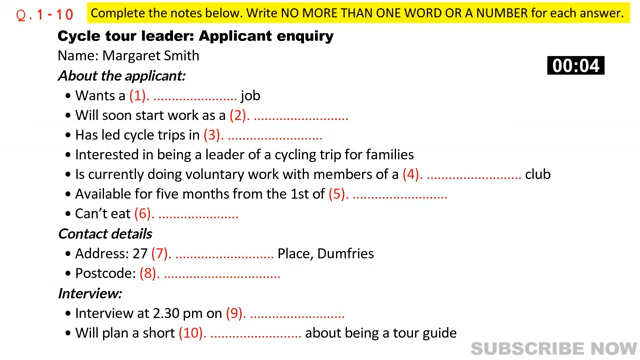 Q.1-10 Complete the notes below. Write NO MORE THAN ONE WORD OR A NUMBER for each answer.
Cycle tour leader: Applicant enquiry
Name: Margaret Smith
00:04
About the applicant:
• Wants a (1). ....................... job
• Will soon start work as a (2). ..........................
• Has led cycle trips in (3). ..........................
• Interested in being a leader of a cycling trip for families
• Is currently doing voluntary work with members of a (4). .......................... club
• Available for five months from the 1st of (5). ..........................
• Can't eat (6). ......................
Contact details
• Address: 27 (7). ........................... Place, Dumfries
• Postcode: (8). ................................
Interview:
• Interview at 2.30 pm on (9). ..........................
• Will plan a short (10). ......................... about being a tour guide
SUBSCRIBE NOW